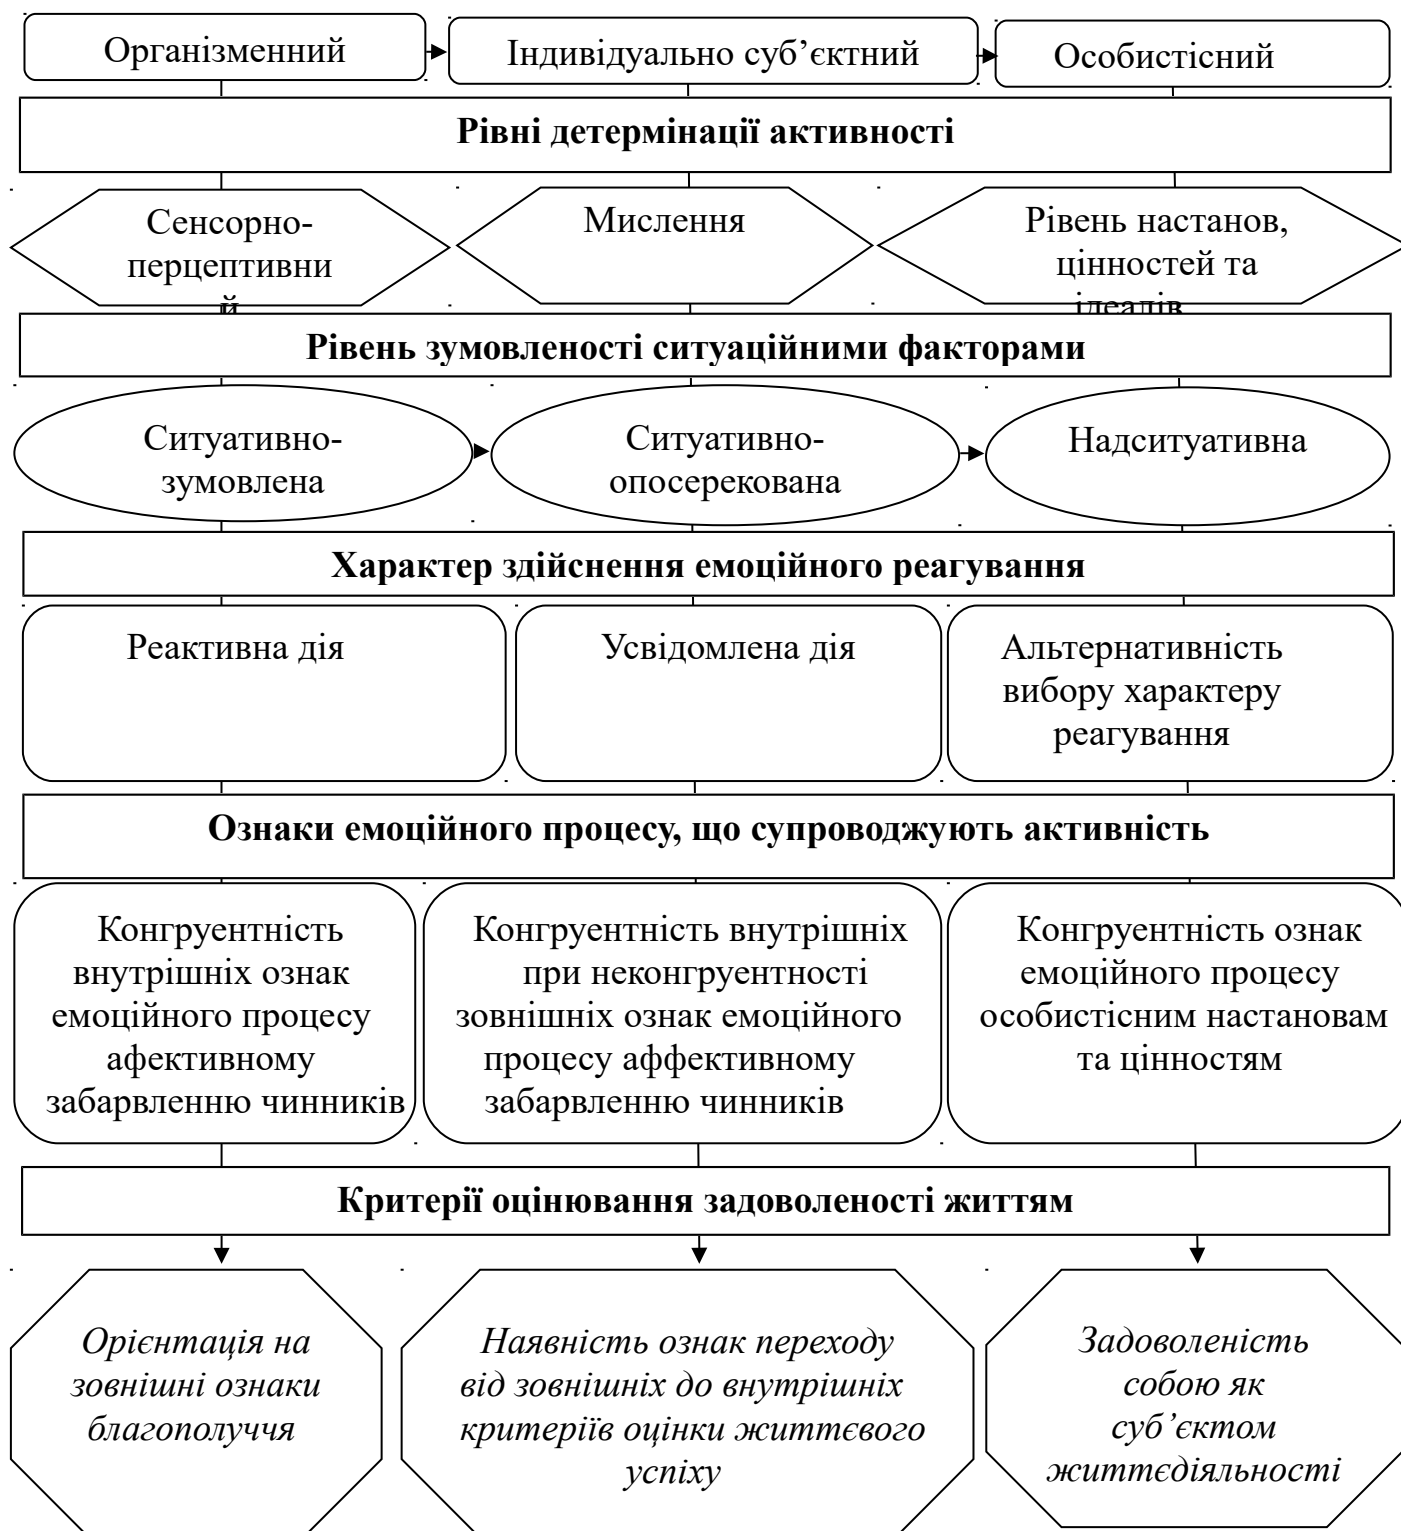 Організменний
Індивідуально суб’єктний
Особистісний
Рівні детермінації активності
Сенсорно-
перцептивни
й
Мислення
Рівень настанов,
цінностей та
ідеалів
Рівень зумовленості ситуаційними факторами
Ситуативно-
зумовлена
Ситуативно-
опосерекована
Надситуативна
Характер здійснення емоційного реагування
Реактивна дія
Усвідомлена дія
Альтернативність
вибору характеру
реагування
Ознаки емоційного процесу, що супроводжують активність
Конгруентність
внутрішніх ознак
емоційного процесу
афективному
забарвленню чинників
Конгруентність внутрішніх
при неконгруентності
зовнішніх ознак емоційного
процесу аффективному
забарвленню чинників
Конгруентність ознак
емоційного процесу
особистісним настановам
та цінностям
Критерії оцінювання задоволеності життям
Орієнтація на
зовнішні ознаки
благополуччя
Наявність ознак переходу
від зовнішніх до внутрішніх
критеріїв оцінки життєвого
успіху
Задоволеність
собою як
суб’єктом
життєдіяльності